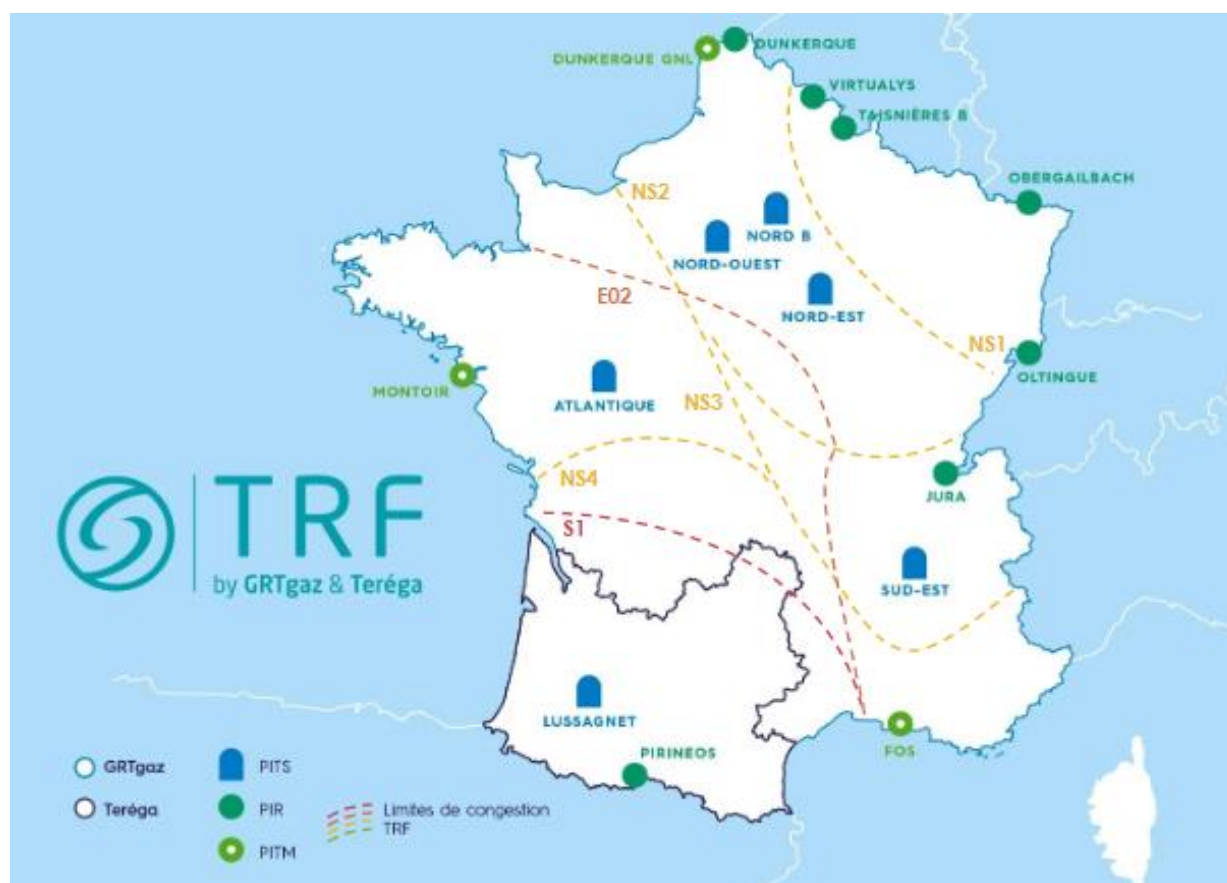 DUNKERQUE GNL
DUNKERQUE
VIRTUALYS
TAISNIÈRES B
OBERGAILBACH
NS2
NORD B
NORD-OUEST
E02
NORD-EST
NS1
OLTINGUE
MONTOIR
ATLANTIQUE
NS3
NS4
JURA
S1
TRF
by GRTgaz & Teréga
SUD-EST
LUSSAGNET
PIRINEOS
FOS
GRTgaz
Teréga
PITS
PIR
PITM
Limites de congestion
TRF